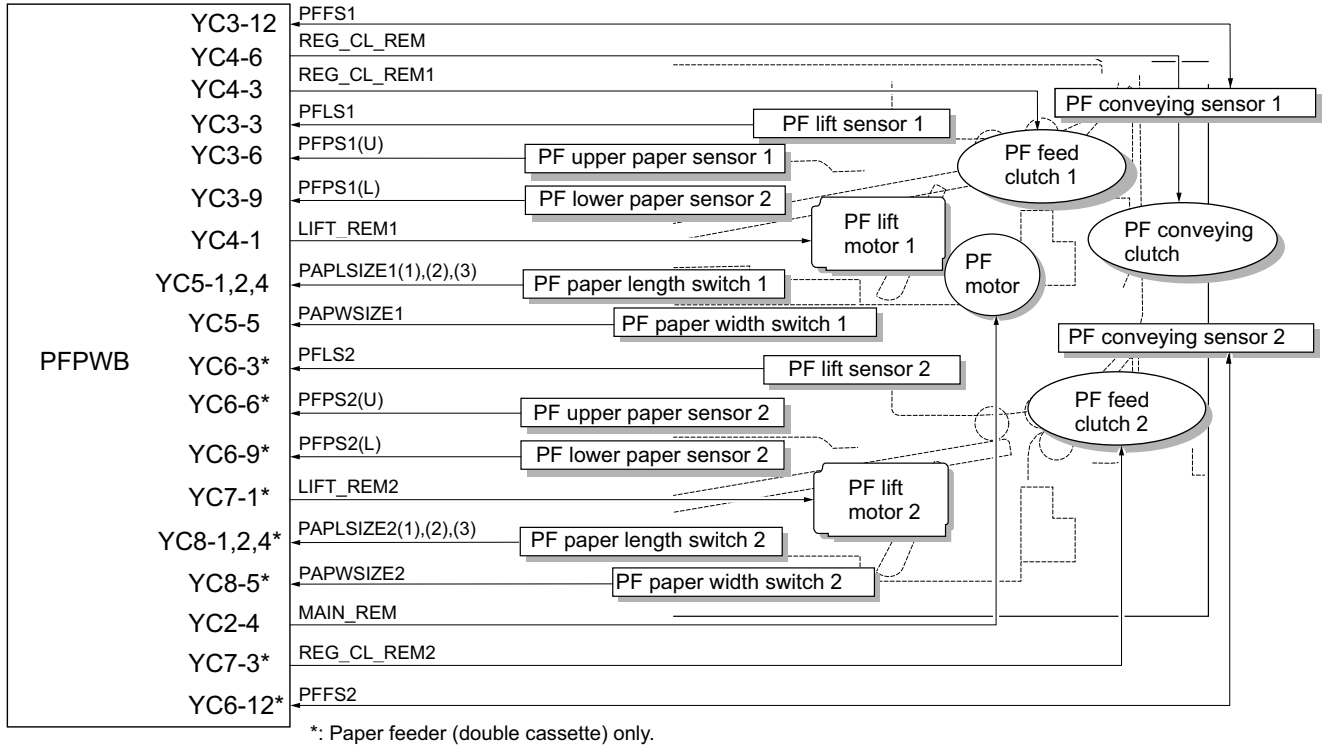 YC3-12 PFFS1
YC4-6 REG_CL_REM
YC4-3 REG_CL_REM1
PF conveying sensor 1
YC3-3 PFLS1 PF lift sensor 1
YC3-6 PFPS1(U) PF upper paper sensor 1
PF feed
clutch 1
YC3-9 PFPS1(L) PF lower paper sensor 2
YC4-1 LIFT_REM1
PF lift
motor 1
PF conveying
clutch
PF
motor
YC5-1,2,4 PAPLSIZE1(1),(2),(3) PF paper length switch 1
YC5-5 PAPWSIZE1 PF paper width switch 1
PF conveying sensor 2
PFPWB
YC6-3* PFLS2 PF lift sensor 2
YC6-6* PFPS2(U) PF upper paper sensor 2
PF feed
clutch 2
YC6-9* PFPS2(L) PF lower paper sensor 2
YC7-1* LIFT_REM2
PF lift
motor 2
YC8-1,2,4* PAPLSIZE2(1),(2),(3) PF paper length switch 2
YC8-5* PAPWSIZE2 PF paper width switch 2
YC2-4 MAIN_REM
YC7-3* REG_CL_REM2
YC6-12* PFFS2
*: Paper feeder (double cassette) only.